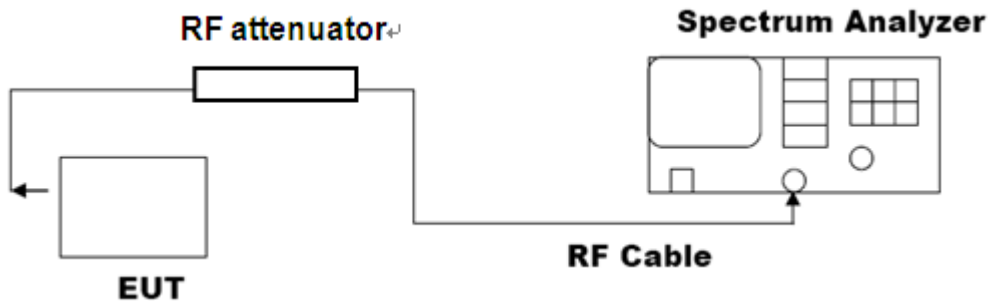 Spectrum Analyzer
RF attenuator↵
RF Cable
EUT